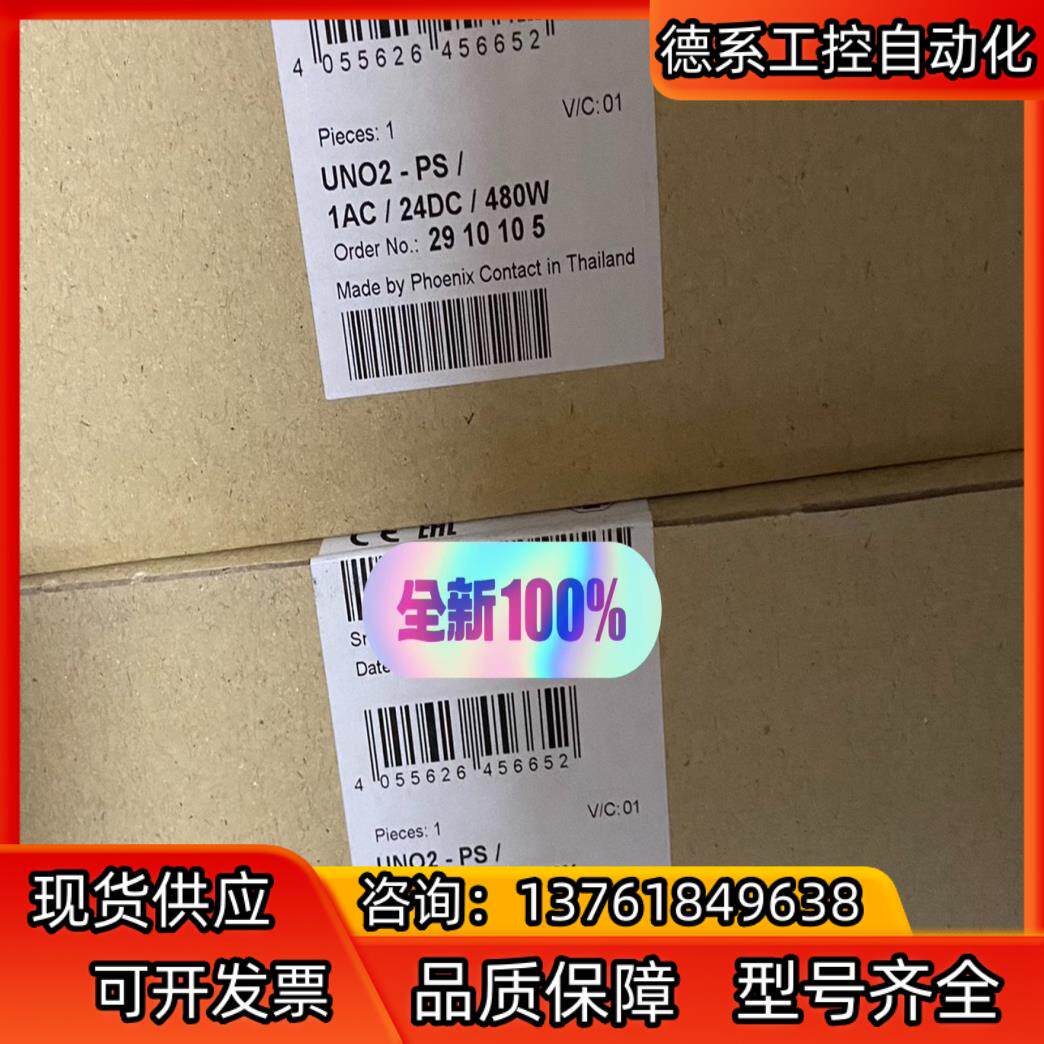 德系工控自动化
4 055626 456652
V/C: 01
Pieces: 1
UNO2 - PS /
1AC / 24DC / 480W
Order No.: 29 10 10 5
Made by Phoenix Contact in Thailand
CE EAC
全新100%
4 055626 456652
V/C: 01
Pieces: 1
UNO2 - PS /
现货供应
咨询：13761849638
可开发票
品质保障
型号齐全